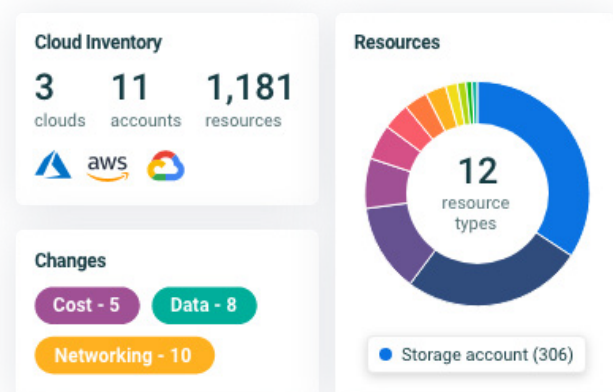 Cloud Inventory
3 11 1,181
clouds accounts resources
aws
Changes
Cost - 5 Data - 8
Networking - 10
Resources
12
resource
types
Storage account (306)